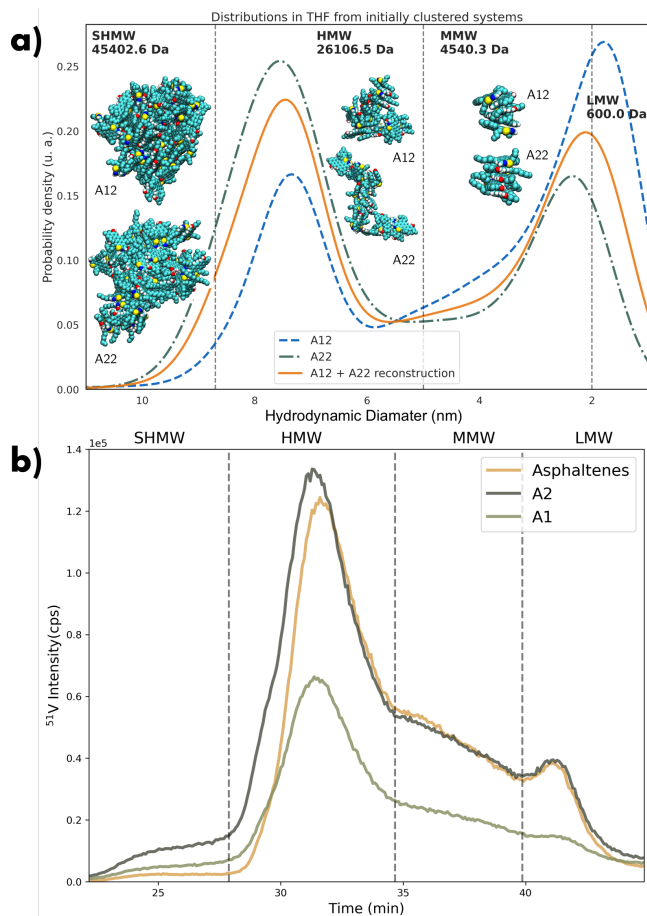 Distributions in THF from initially clustered systems
a)
SHMW
45402.6 Da
HMW
26106.5 Da
MMW
4540.3 Da
LMW
600.0 Da
A12
A22
A12
A22
A12
A22
Probability density (u. a.)
0.25
0.20
0.15
0.10
0.05
0.00
A12
A22
A12 + A22 reconstruction
10
8
6
4
2
Hydrodynamic Diamater (nm)
b)
SHMW
HMW
MMW
LMW
1e5
Asphaltenes
A2
A1
51V Intensity(cps)
1.4
1.2
1.0
0.8
0.6
0.4
0.2
0.0
25
30
35
40
Time (min)